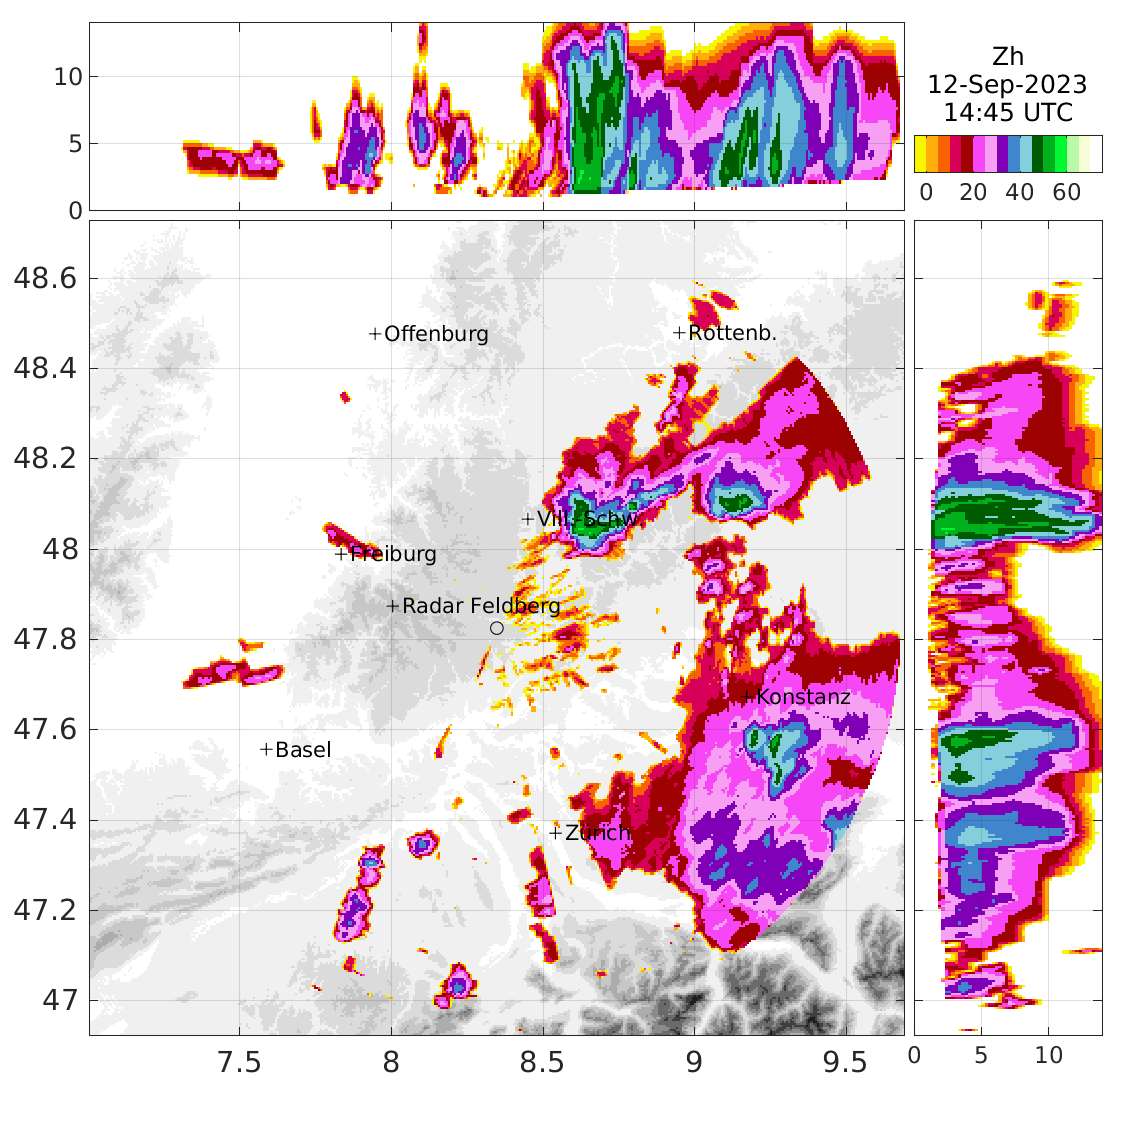 10
5
0
Zh
12-Sep-2023
14:45 UTC
0 20 40 60
48.6
48.4
48.2
48
47.8
47.6
47.4
47.2
47
+Offenburg
+Rottenb.
+Vill.-Schw.
+Freiburg
+Radar Feldberg
+Konstanz
+Basel
+Zürich
7.5 8 8.5 9 9.5
0 5 10